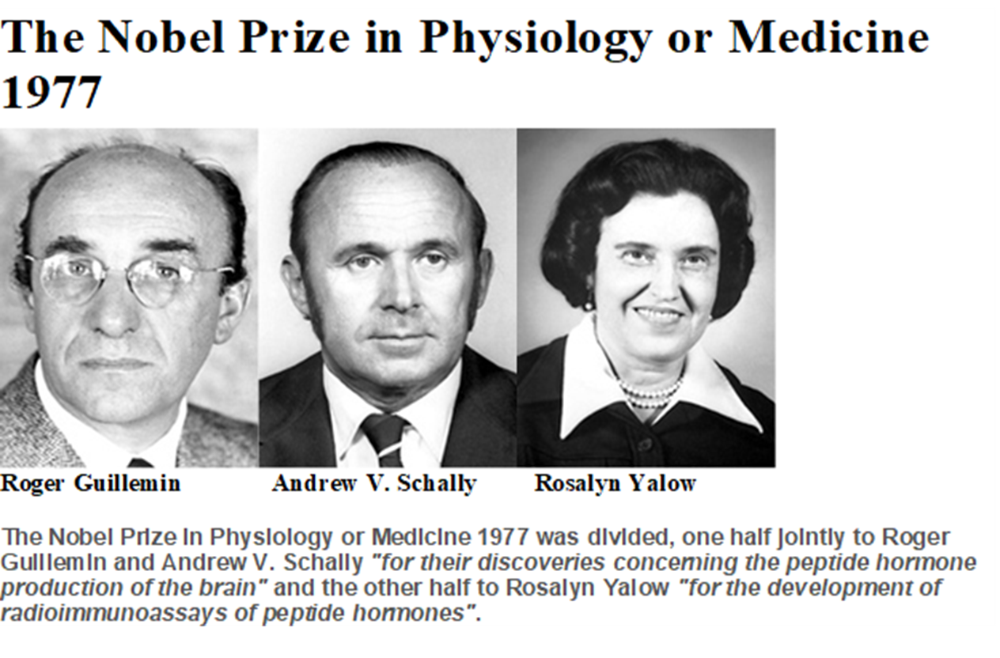 The Nobel Prize in Physiology or Medicine
1977
Roger Guillemin
Andrew V. Schally
Rosalyn Yalow
The Nobel Prize in Physiology or Medicine 1977 was divided, one half jointly to Roger
Guillemin and Andrew V. Schally "for their discoveries concerning the peptide hormone
production of the brain" and the other half to Rosalyn Yalow "for the development of
radioimmunoassays of peptide hormones".